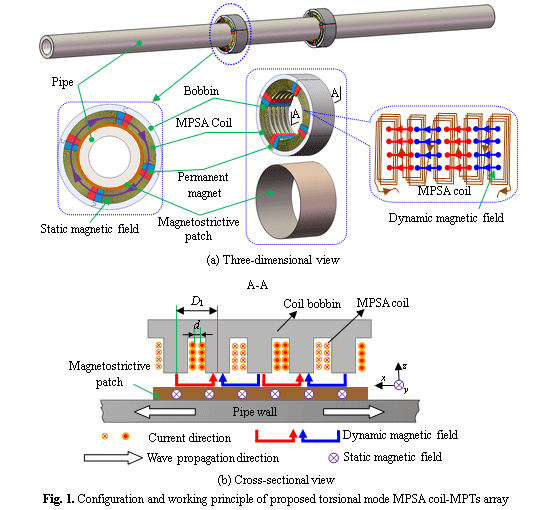 Pipe
Bobbin
MPSA Coil
Permanent
magnet
Magnetostrictive
patch
Static magnetic field
A
A
MPSA coil
Dynamic magnetic field
(a) Three-dimensional view
A-A
D1
d
Coil bobbin
MPSA coil
Magnetostrictive
patch
z
x
y
Pipe wall
Current direction
Dynamic magnetic field
Wave propagation direction
Static magnetic field
(b) Cross-sectional view
Fig. 1. Configuration and working principle of proposed torsional mode MPSA coil-MPTs array